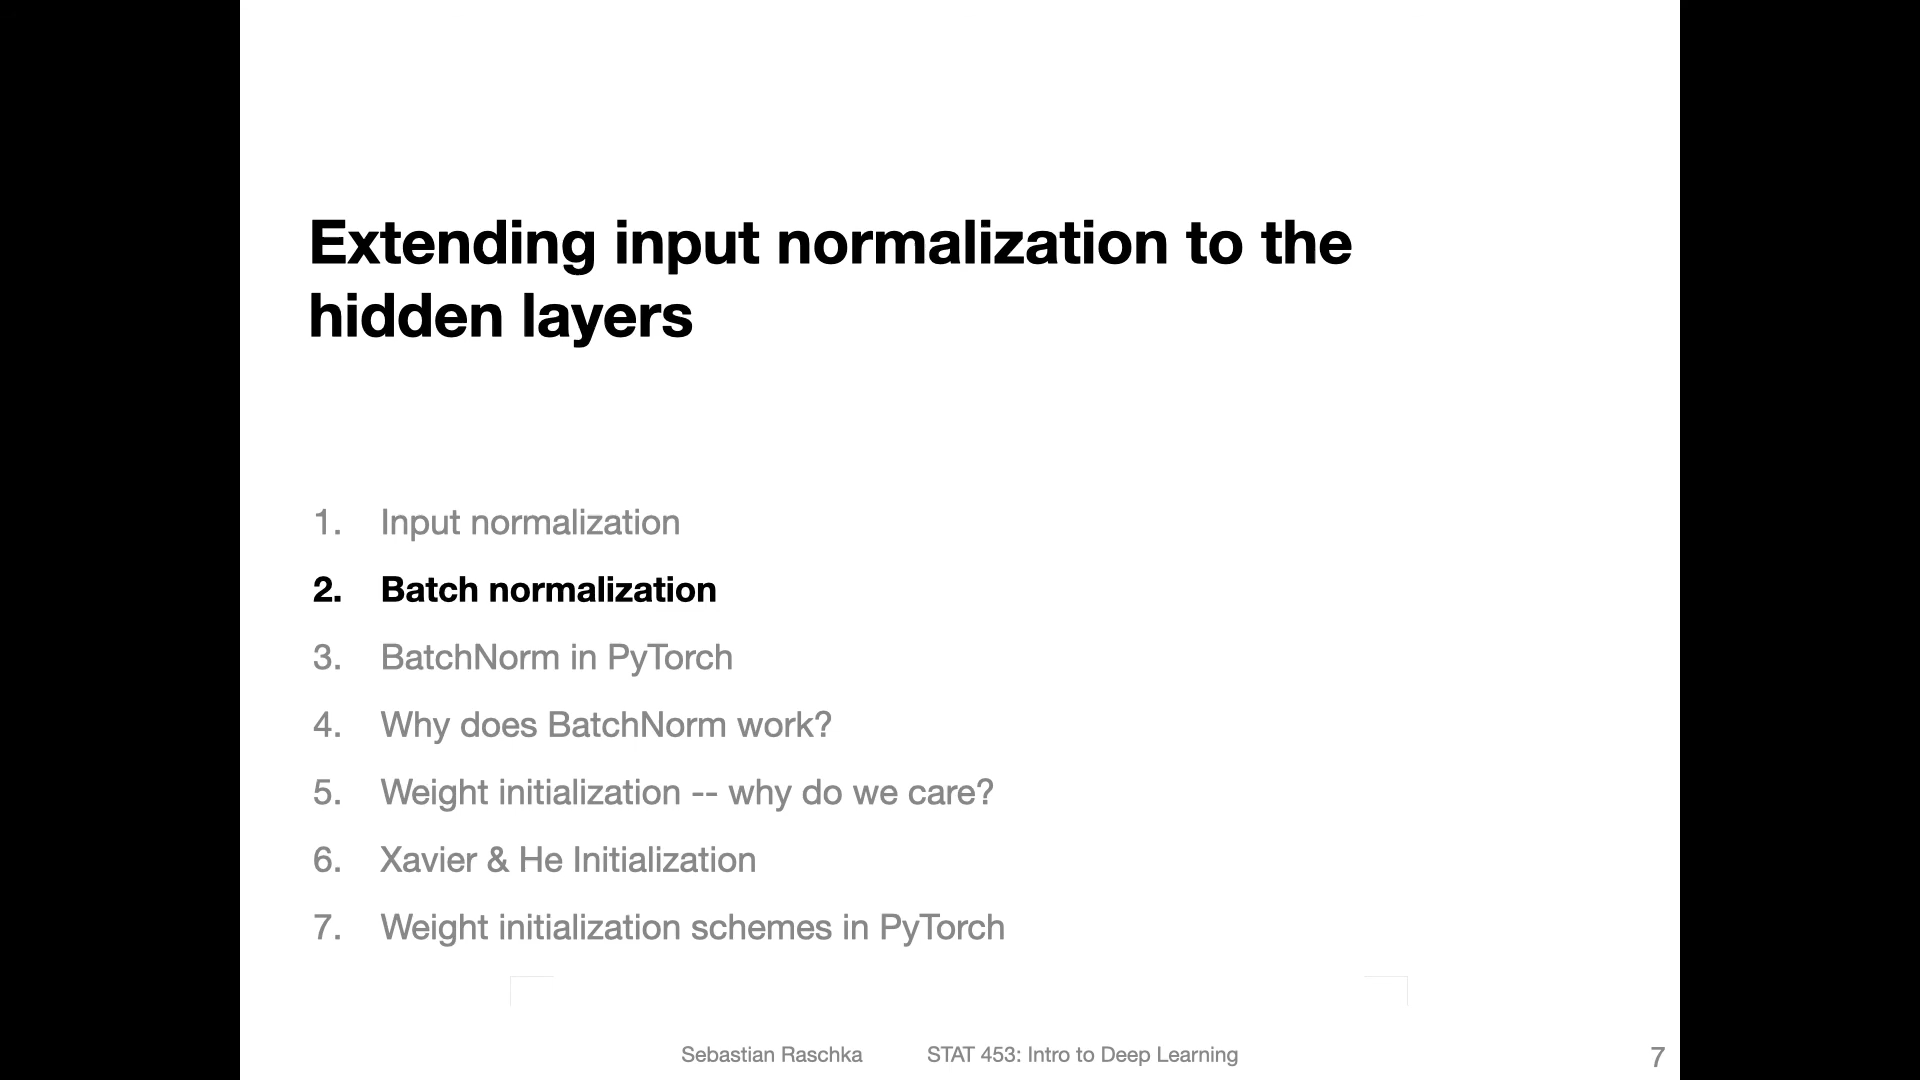 Extending input normalization to the
hidden layers
1. Input normalization
2. Batch normalization
3. BatchNorm in PyTorch
4. Why does BatchNorm work?
5. Weight initialization -- why do we care?
6. Xavier & He Initialization
7. Weight initialization schemes in PyTorch
Sebastian Raschka STAT 453: Intro to Deep Learning 7